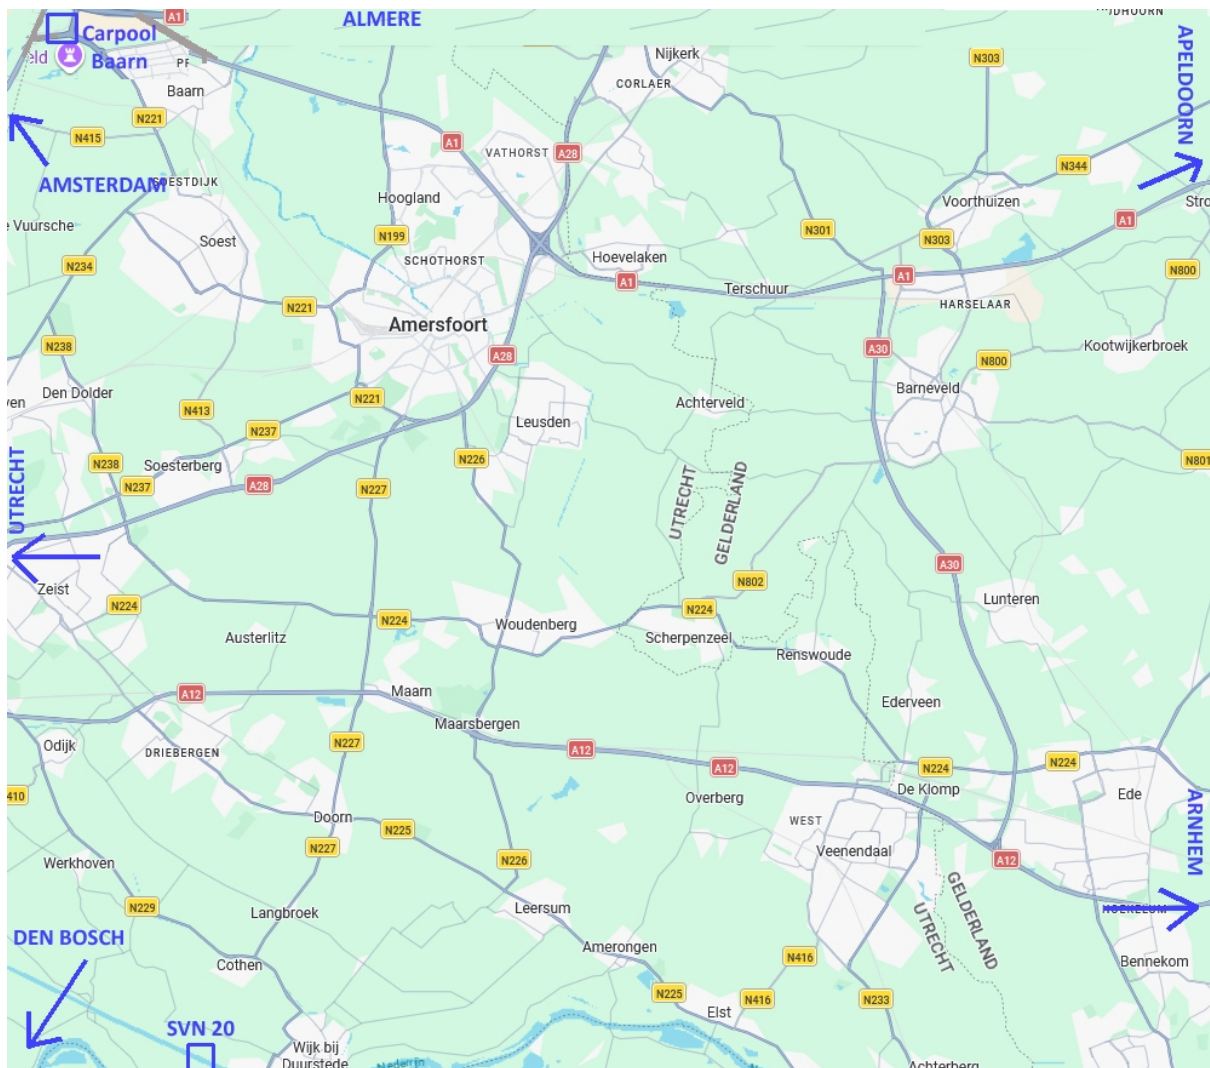 A1
ALMERE
Carpool
Baarn
Nijkerk
CORLAER
N303
APELDOORN
Baarn
N221
N415
A1
VATHORST
A28
N344
AMSTERDAM
Hoogland
Voorthuizen
Soest
N199
N301
N303
A1
SCHOTHORST
Hoevelaken
N234
A1
Terschuur
A1
N800
N221
HARSELAAR
Amersfoort
N238
A28
A30
N800
Kootwijkerbroek
Den Dolder
N221
Barneveld
N413
Achterveld
N237
Leusden
N238
Soesterberg
N226
UTRECHT
N237
A28
N227
UTRECHT
GELDERLAND
N801
A30
N802
Zeist
N224
N224
N224
Lunteren
Austerlitz
Woudenberg
Scherpenzeel
Renswoude
A12
Maarn
Ederveen
Maarsbergen
Odijk
DRIEBERGEN
N227
A12
A12
N224
N224
De Klomp
Ede
Overberg
ARNHEM
Doorn
N225
WEST
N227
Veenendaal
Werkhoven
N226
A12
N229
Langbroek
Leersum
GELDERLAND
UTRECHT
DEN BOSCH
Cothen
Amerongen
N416
Bennekom
N225
N416
N233
Elst
SVN 20
Wijk bij
Duurstede
Nederrijn
Achterberg